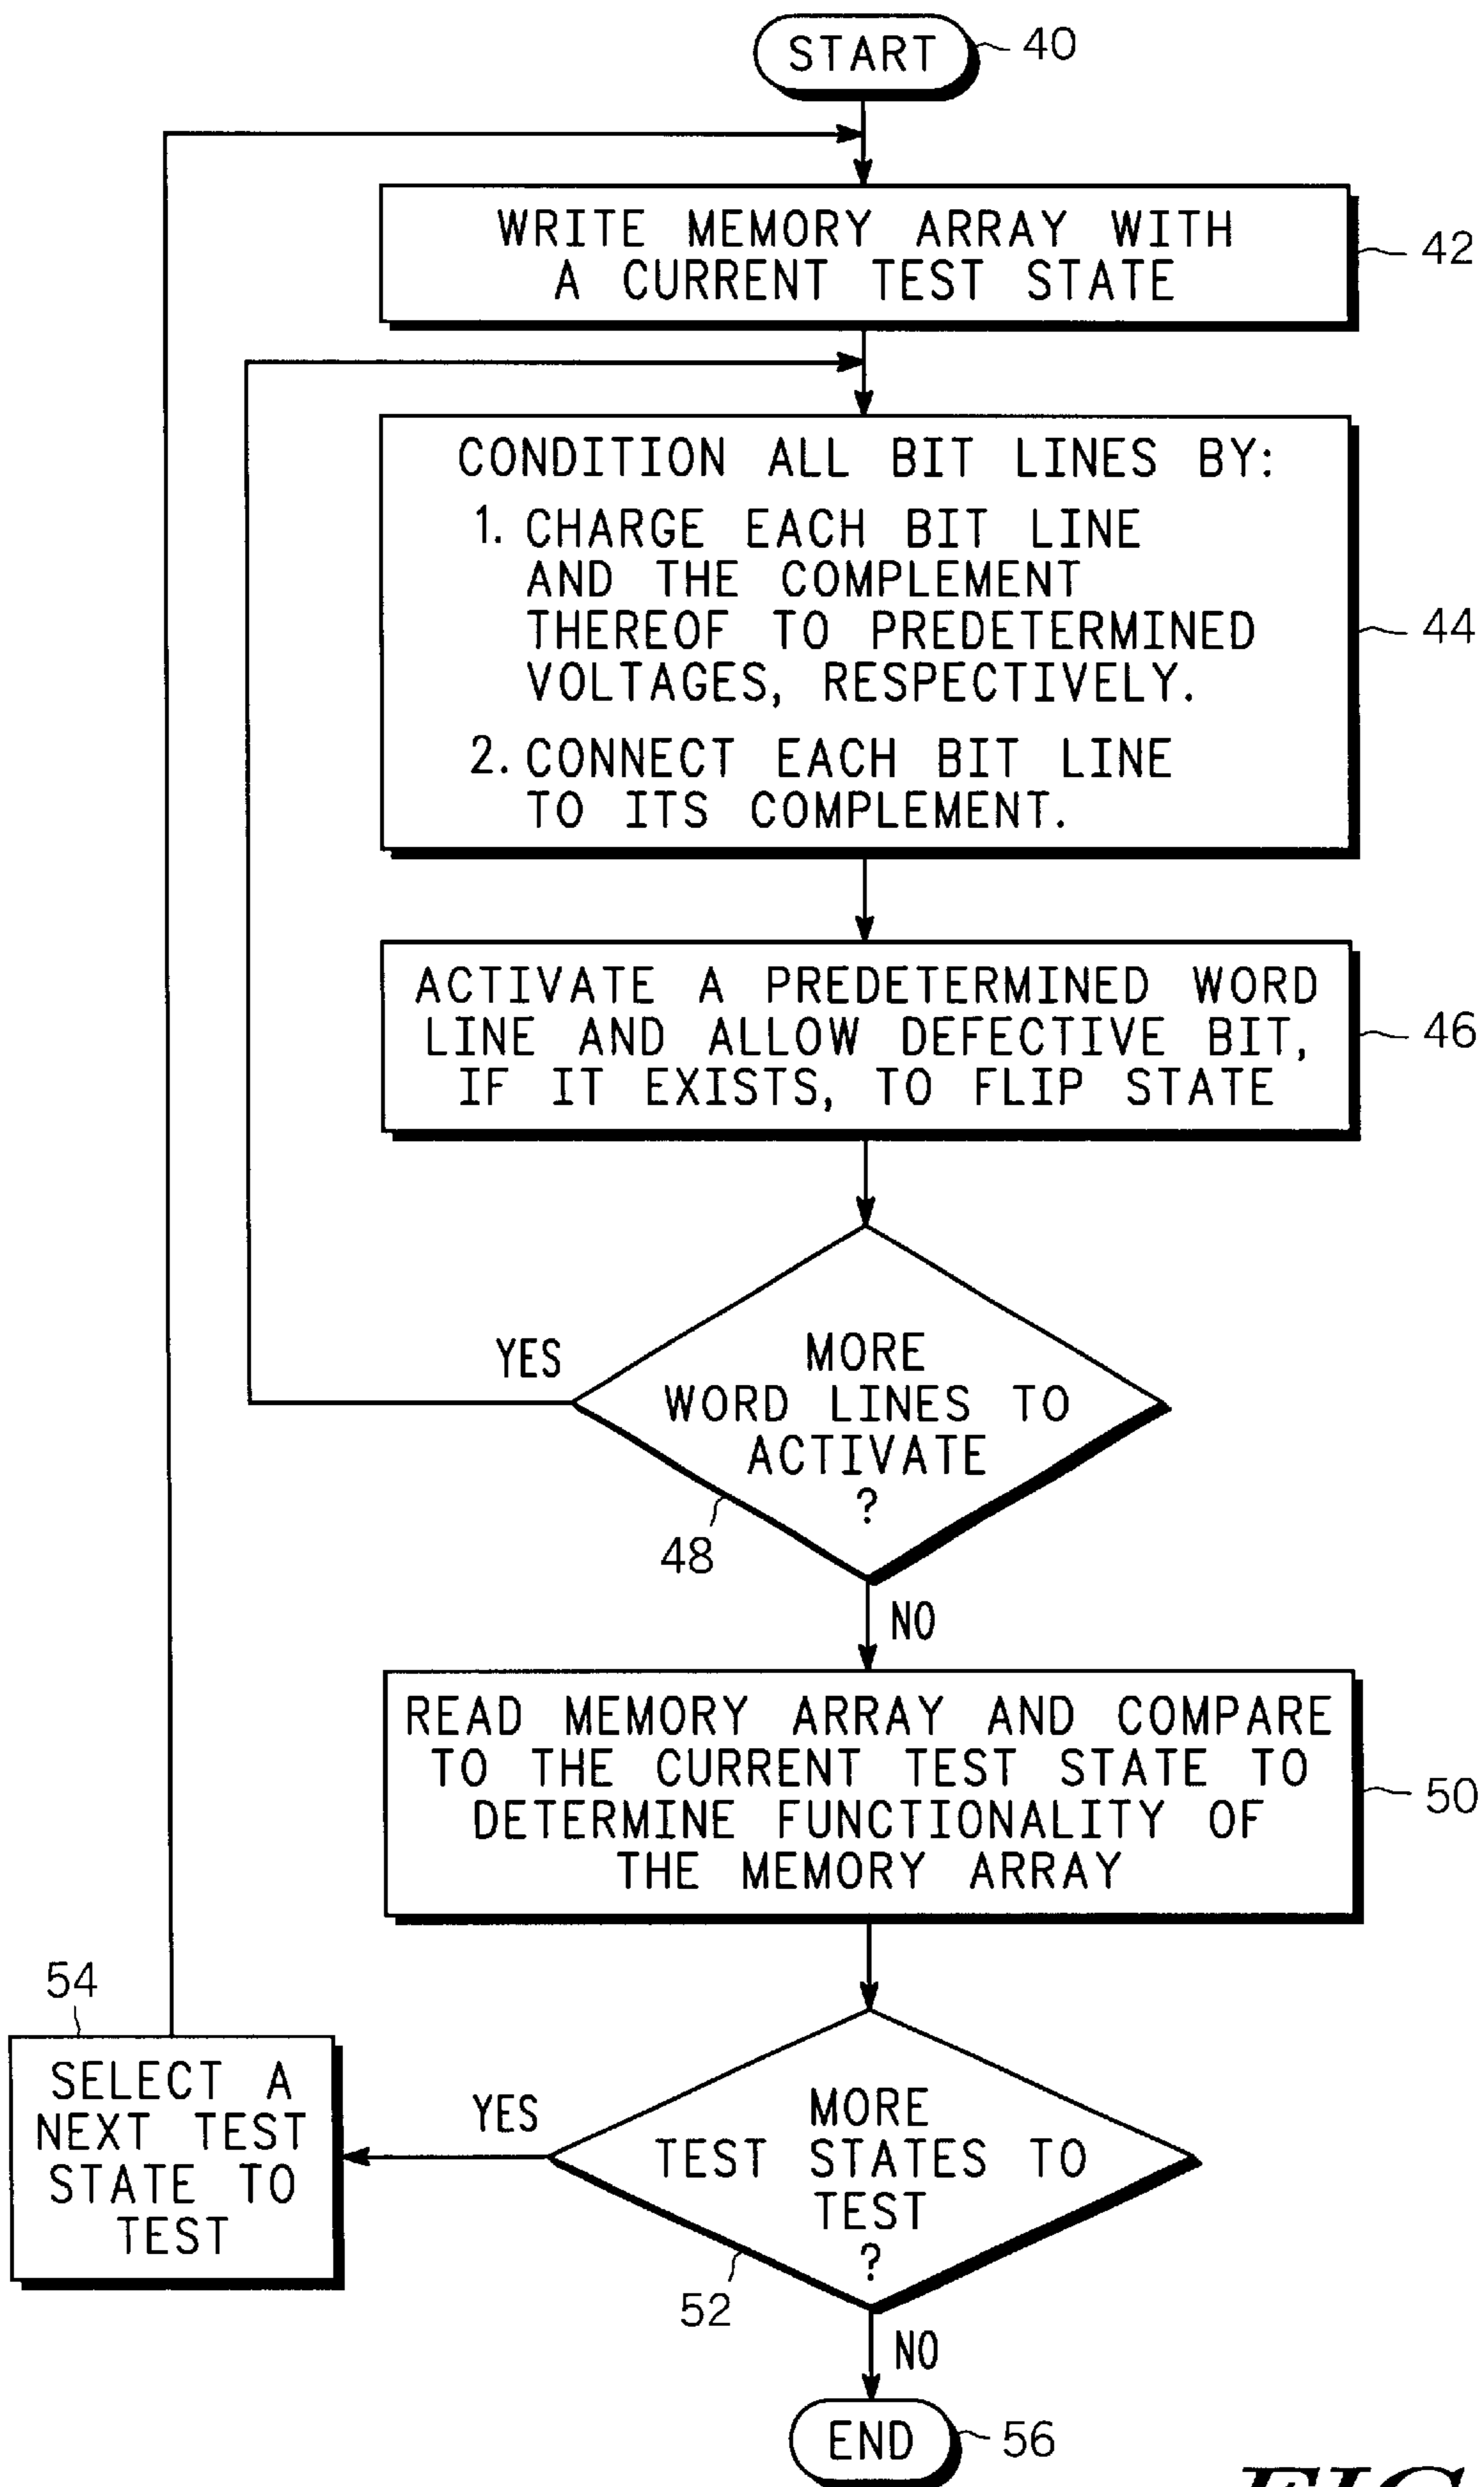 START
40
WRITE MEMORY ARRAY WITH
A CURRENT TEST STATE
42
CONDITION ALL BIT LINES BY:
1. CHARGE EACH BIT LINE
AND THE COMPLEMENT
THEREOF TO PREDETERMINED
VOLTAGES, RESPECTIVELY.
2. CONNECT EACH BIT LINE
TO ITS COMPLEMENT.
44
ACTIVATE A PREDETERMINED WORD
LINE AND ALLOW DEFECTIVE BIT,
IF IT EXISTS, TO FLIP STATE
46
YES
MORE
WORD LINES TO
ACTIVATE
?
48
NO
READ MEMORY ARRAY AND COMPARE
TO THE CURRENT TEST STATE TO
DETERMINE FUNCTIONALITY OF
THE MEMORY ARRAY
50
54
SELECT A
NEXT TEST
STATE TO
TEST
YES
MORE
TEST STATES TO
TEST
?
52
NO
END
56